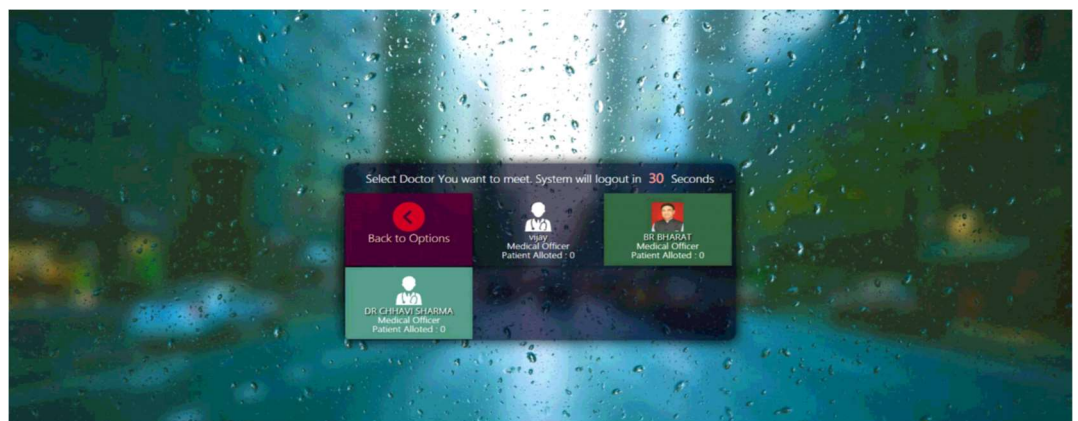 Select Doctor You want to meet. System will logout in 30 Seconds
Back to Options
vijay
Medical Officer
Patient Alloted : 0
BR BHARAT
Medical Officer
Patient Alloted : 0
DR CHHAVI SHARMA
Medical Officer
Patient Alloted : 0